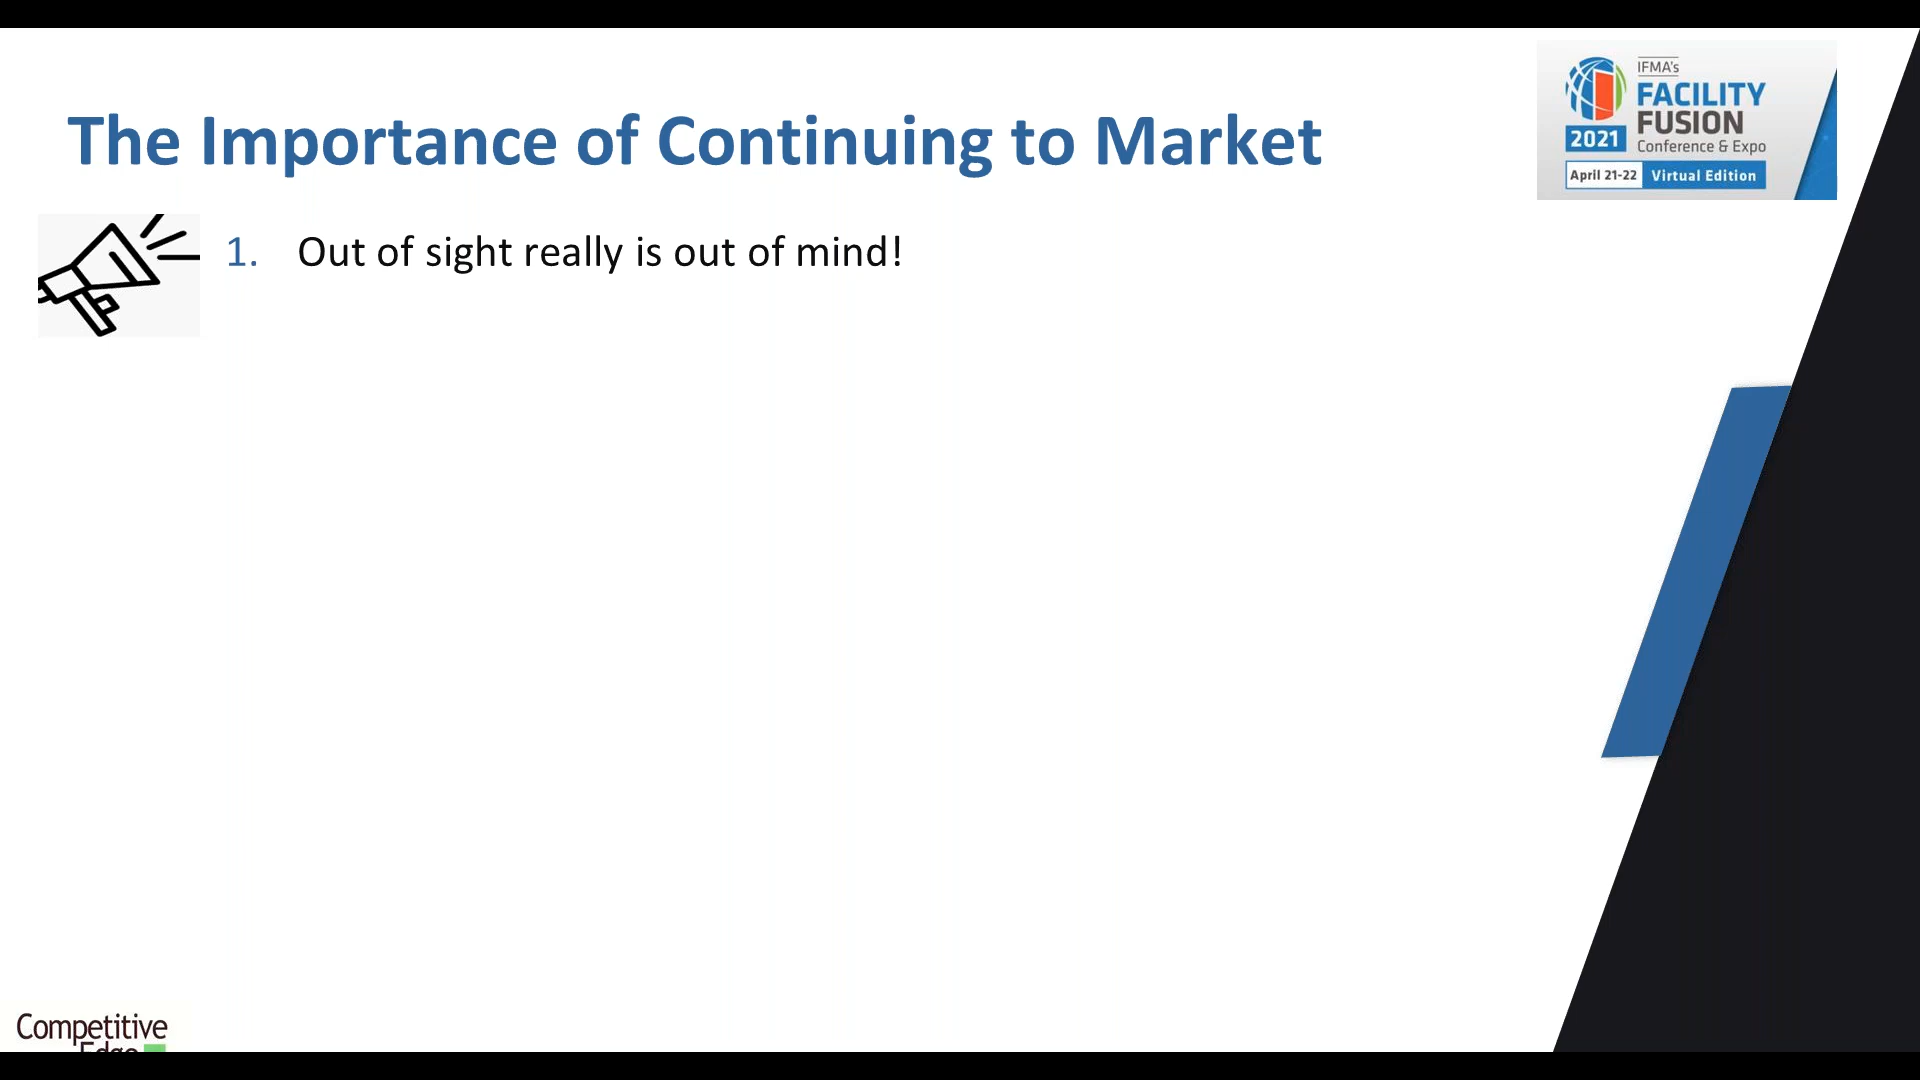 The Importance of Continuing to Market
IFMA's
FACILITY
FUSION
2021
Conference & Expo
April 21-22 Virtual Edition
1. Out of sight really is out of mind!
Competitive
Edge